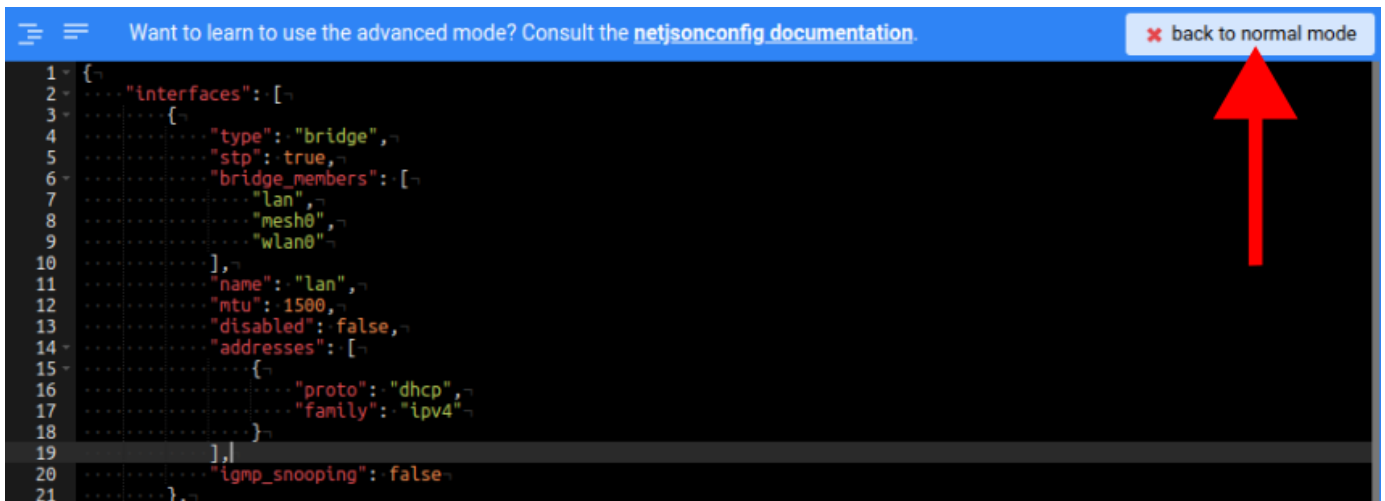 Want to learn to use the advanced mode? Consult the netjsonconfig documentation.
✖ back to normal mode
1 {
2     "interfaces": [
3         {
4             "type": "bridge",
5             "stp": true,
6             "bridge_members": [
7                 "lan",
8                 "mesh0",
9                 "wlan0"
10             ],
11             "name": "lan",
12             "mtu": 1500,
13             "disabled": false,
14             "addresses": [
15                 {
16                     "proto": "dhcp",
17                     "family": "ipv4"
18                 }
19             ],
20             "igmp_snooping": false
21         },